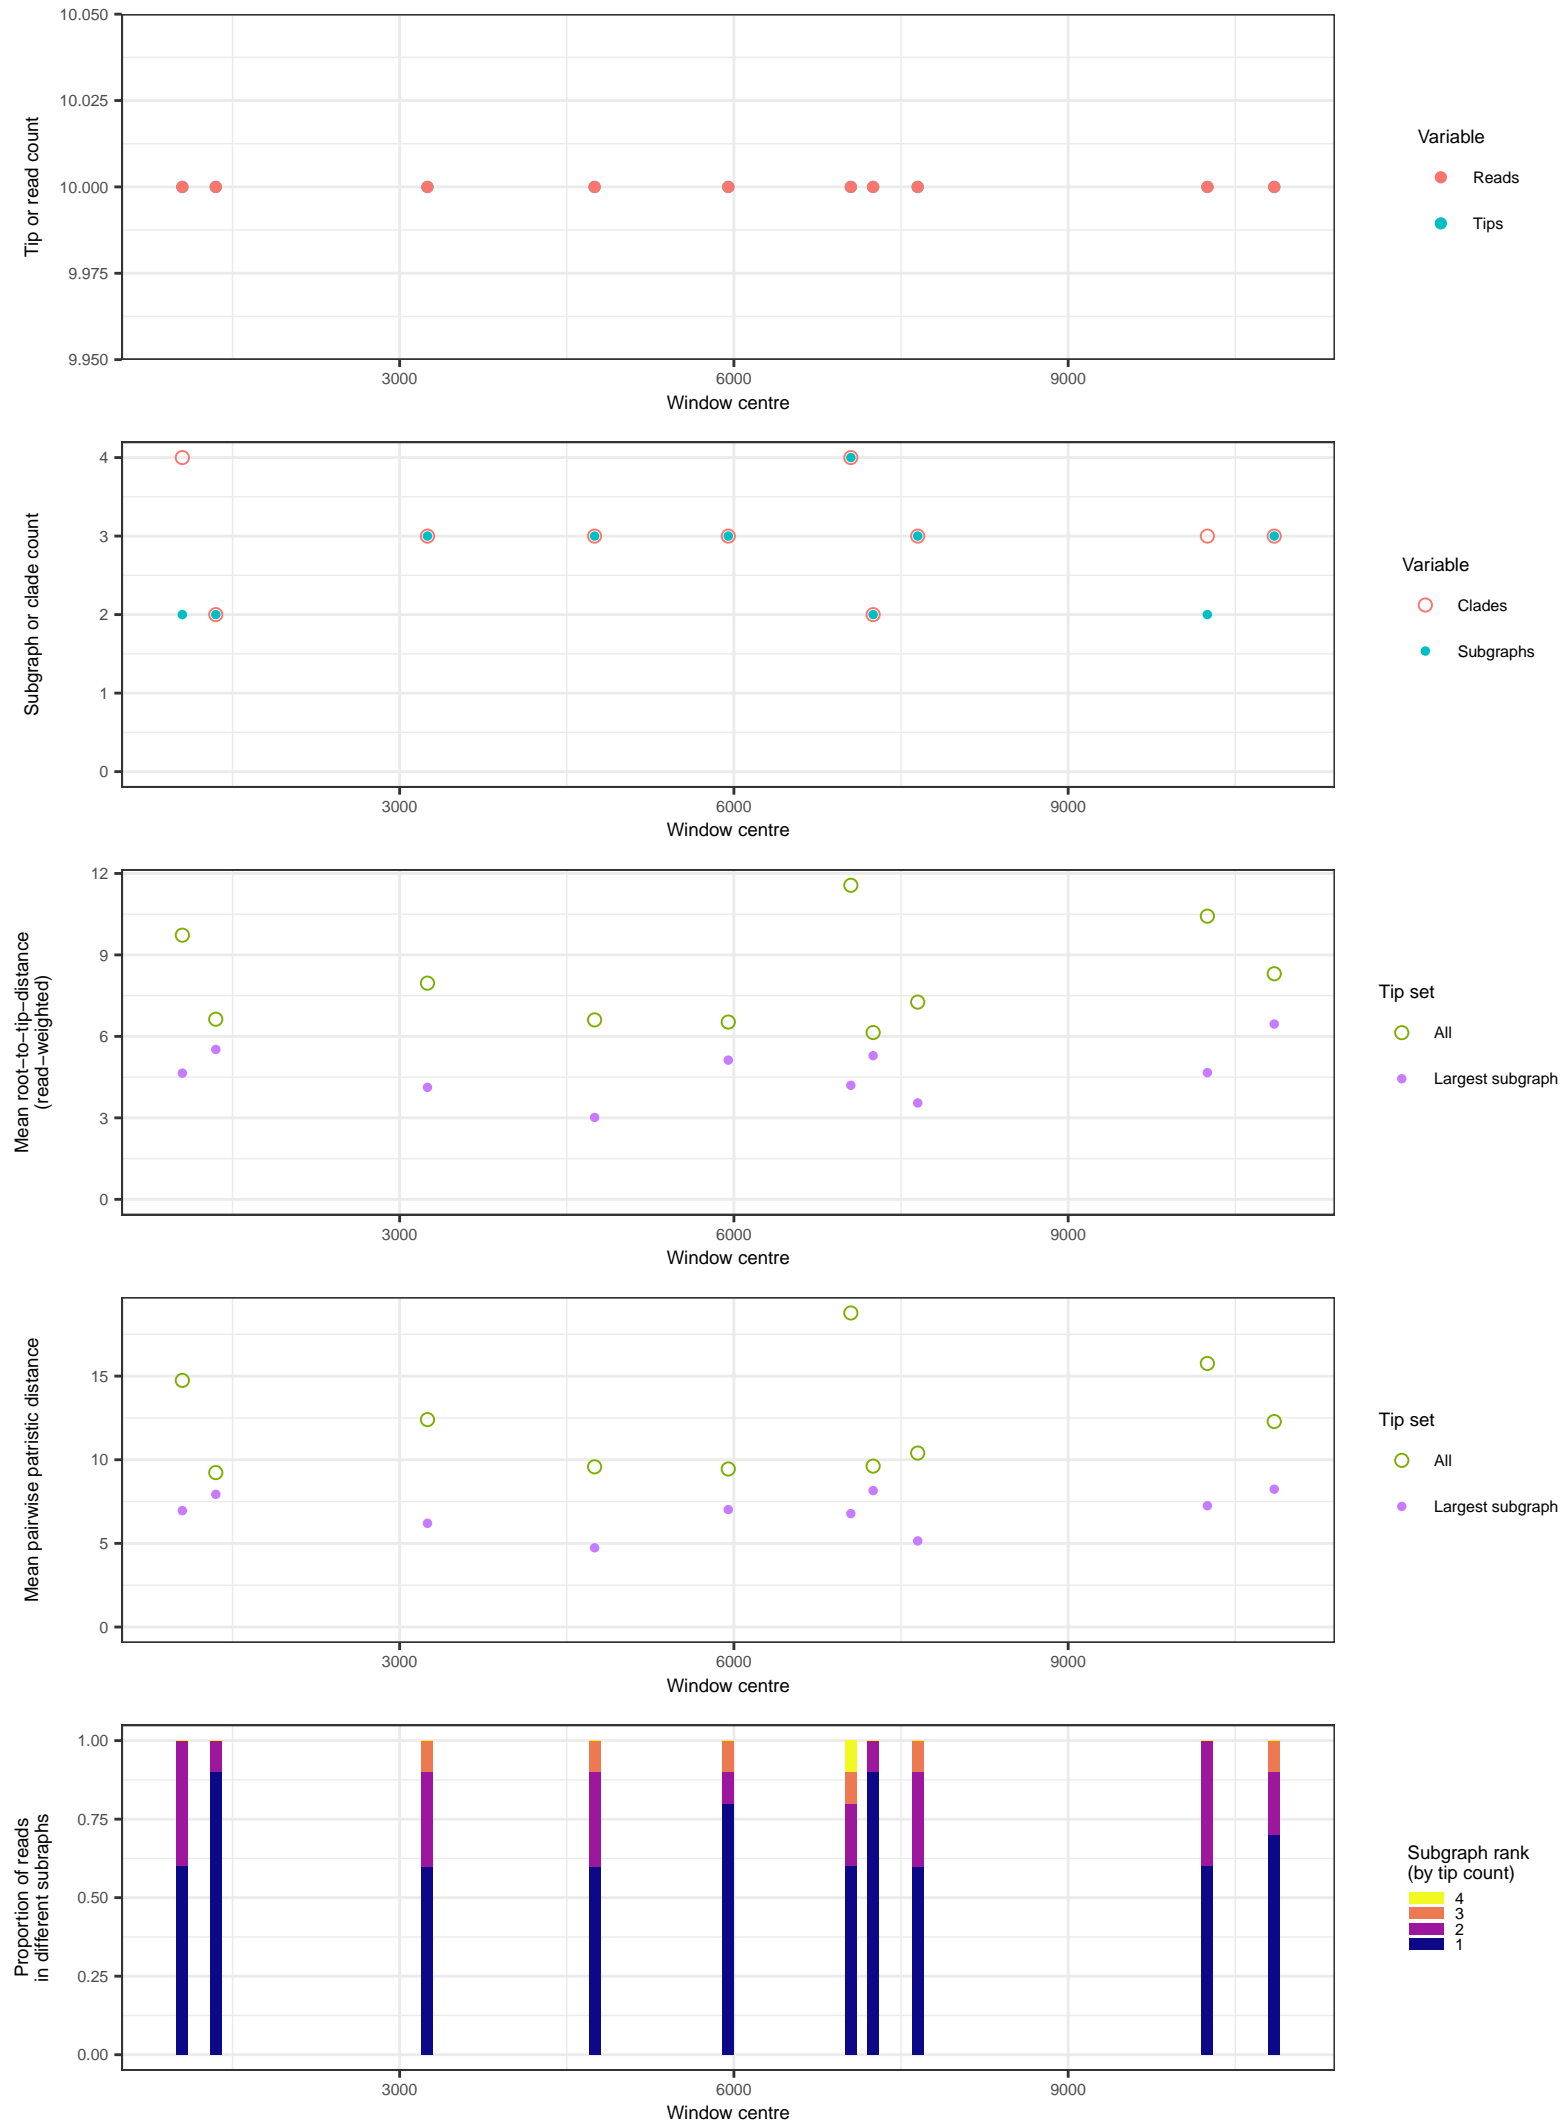 10.050
10.025
10.000
9.975
9.950
Tip or read count
3000
6000
9000
Window centre
Variable
Reads
Tips
4
3
2
1
0
Subgraph or clade count
3000
6000
9000
Window centre
Variable
Clades
Subgraphs
12
9
6
3
0
Mean root−to−tip−distance
(read−weighted)
3000
6000
9000
Window centre
Tip set
All
Largest subgraph
15
10
5
0
Mean pairwise patristic distance
3000
6000
9000
Window centre
Tip set
All
Largest subgraph
1.00
0.75
0.50
0.25
0.00
Proportion of reads
in different subraphs
3000
6000
9000
Window centre
Subgraph rank
(by tip count)
4
3
2
1